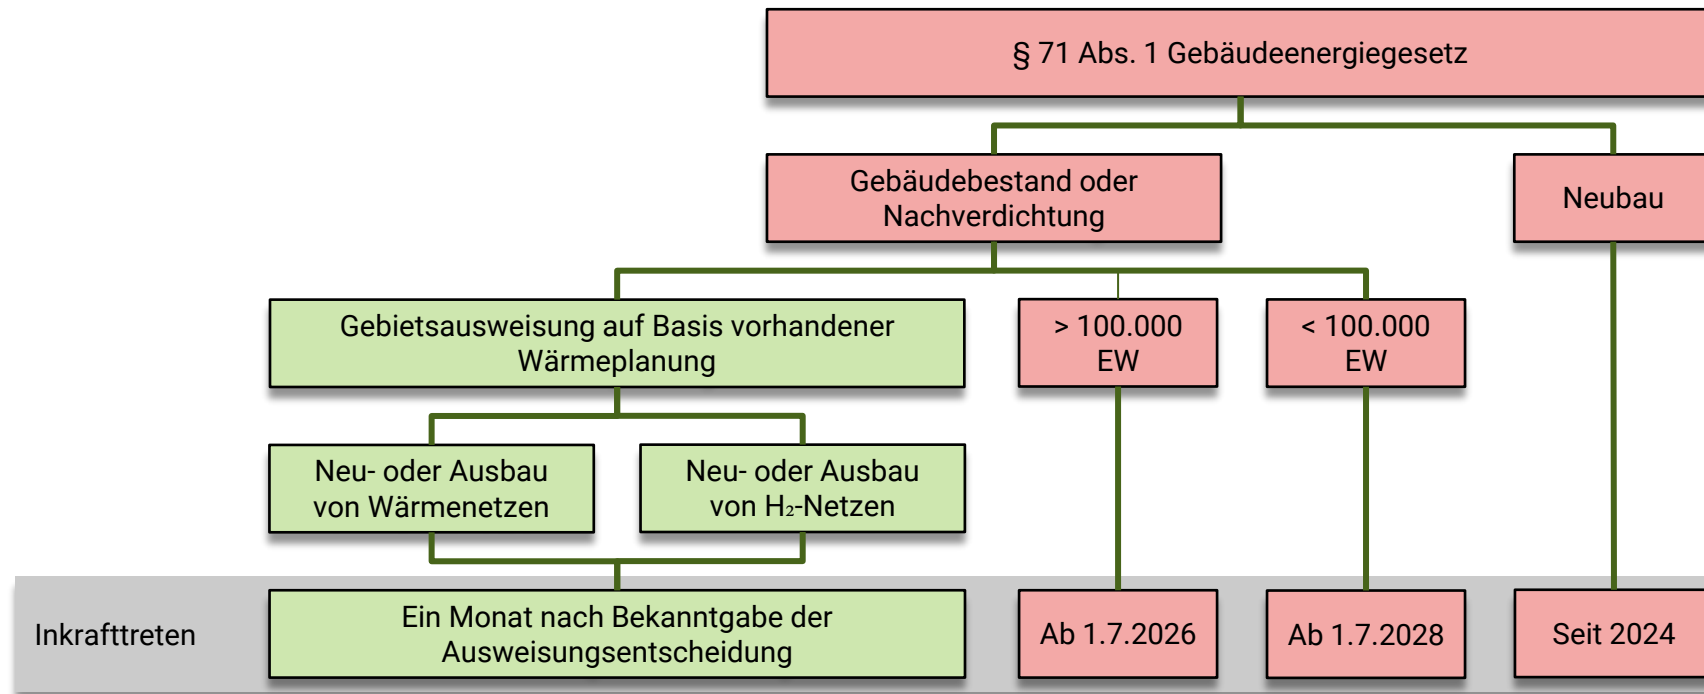 § 71 Abs. 1 Gebäudeenergiegesetz
Gebäudebestand oder
Nachverdichtung
Neubau
Gebietsausweisung auf Basis vorhandener
Wärmeplanung
> 100.000
EW
< 100.000
EW
Neu- oder Ausbau
von Wärmenetzen
Neu- oder Ausbau
von H₂-Netzen
Inkrafttreten
Ein Monat nach Bekanntgabe der
Ausweisungsentscheidung
Ab 1.7.2026
Ab 1.7.2028
Seit 2024